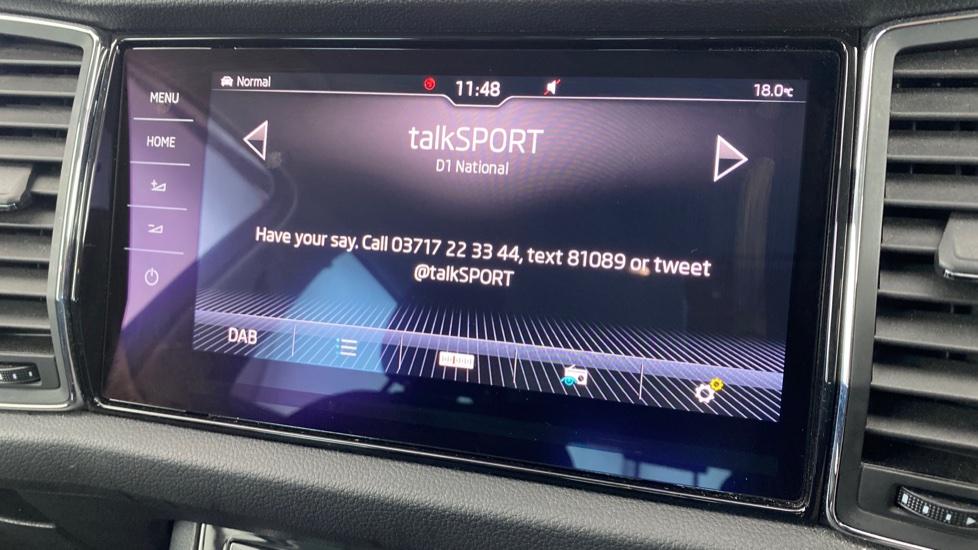 MENU
HOME
Normal
11:48
18.0°C
talkSPORT
D1 National
Have your say. Call 03717 22 33 44, text 81089 or tweet
@talkSPORT
DAB